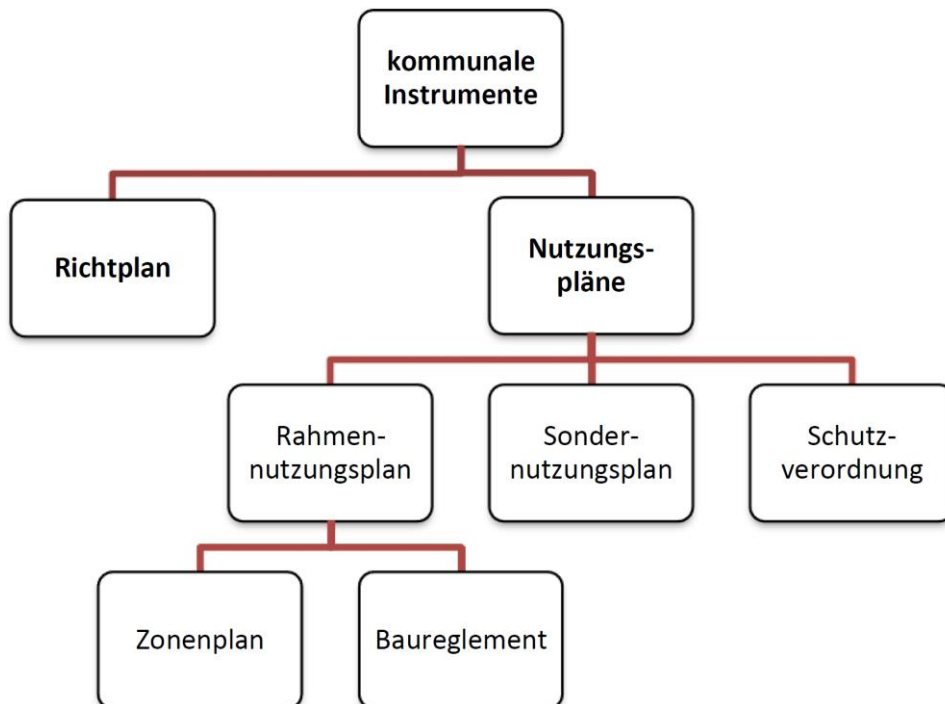 kommunale
Instrumente
Richtplan
Nutzungs-
pläne
Rahmen-
nutzungsplan
Sonder-
nutzungsplan
Schutz-
verordnung
Zonenplan
Baureglement